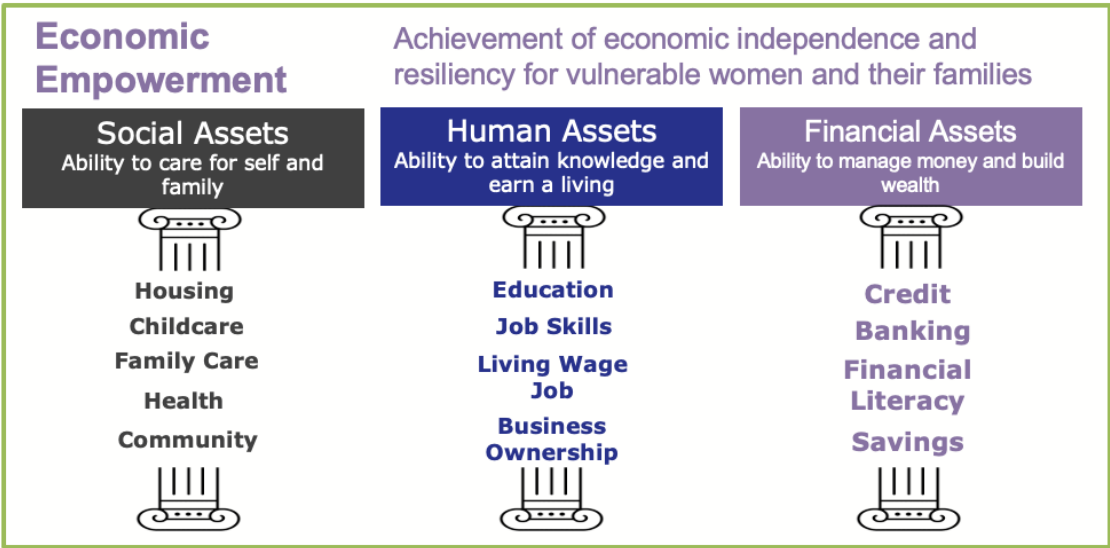 Economic
Empowerment
Achievement of economic independence and
resiliency for vulnerable women and their families
Social Assets
Ability to care for self and
family
Housing
Childcare
Family Care
Health
Community
Human Assets
Ability to attain knowledge and
earn a living
Education
Job Skills
Living Wage
Job
Business
Ownership
Financial Assets
Ability to manage money and build
wealth
Credit
Banking
Financial
Literacy
Savings